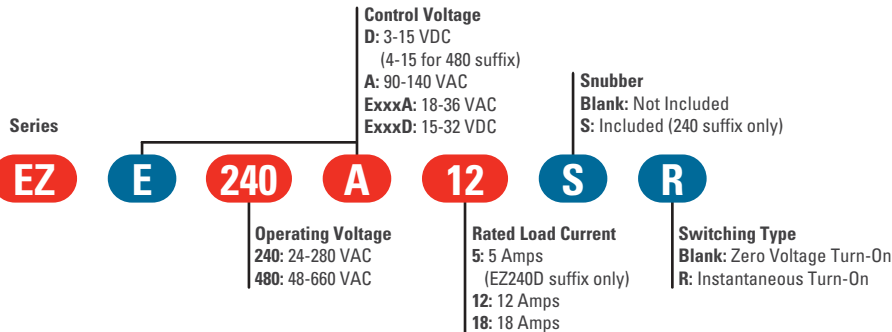 Control Voltage
D: 3-15 VDC
(4-15 for 480 suffix)
A: 90-140 VAC
ExxxA: 18-36 VAC
ExxxD: 15-32 VDC
Snubber
Blank: Not Included
S: Included (240 suffix only)
Series
EZ E 240 A 12 S R
Operating Voltage
240: 24-280 VAC
480: 48-660 VAC
Rated Load Current
5: 5 Amps
(EZ240D suffix only)
12: 12 Amps
18: 18 Amps
Switching Type
Blank: Zero Voltage Turn-On
R: Instantaneous Turn-On